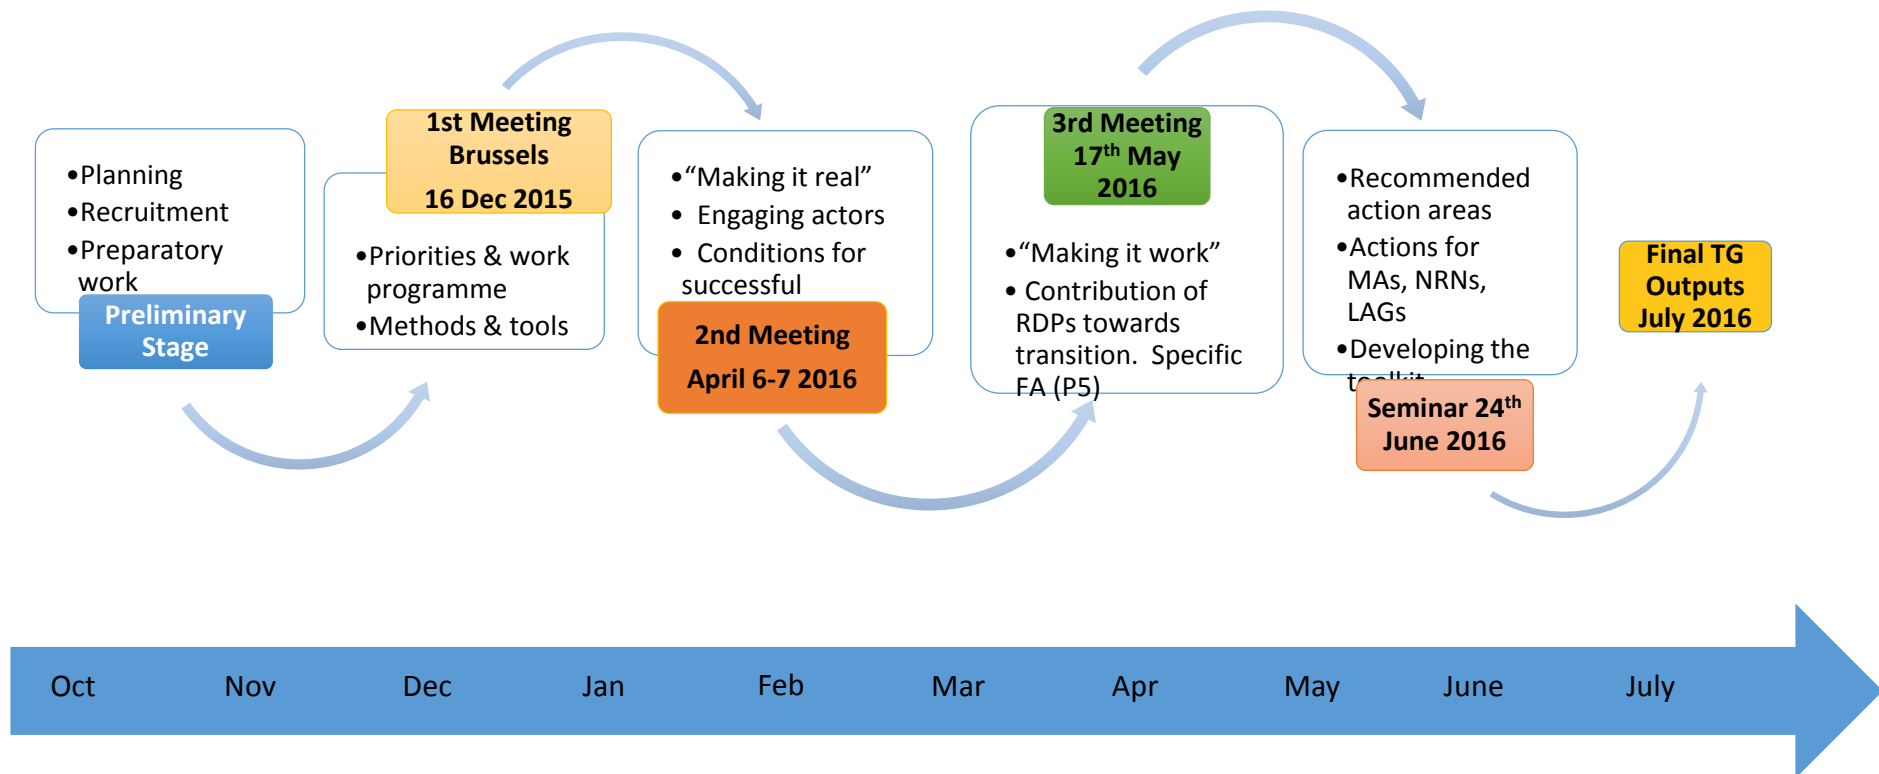 •Planning
•Recruitment
•Preparatory
work
Preliminary
Stage
1st Meeting
Brussels
16 Dec 2015
•Priorities & work
programme
•Methods & tools
•“Making it real”
• Engaging actors
• Conditions for
successful
2nd Meeting
April 6-7 2016
3rd Meeting
17th May
2016
•“Making it work”
• Contribution of
RDPs towards
transition. Specific
FA (P5)
•Recommended
action areas
•Actions for
MAs, NRNs,
LAGs
•Developing the
toolkit
Seminar 24th
June 2016
Final TG
Outputs
July 2016
Oct Nov Dec Jan Feb Mar Apr May June July